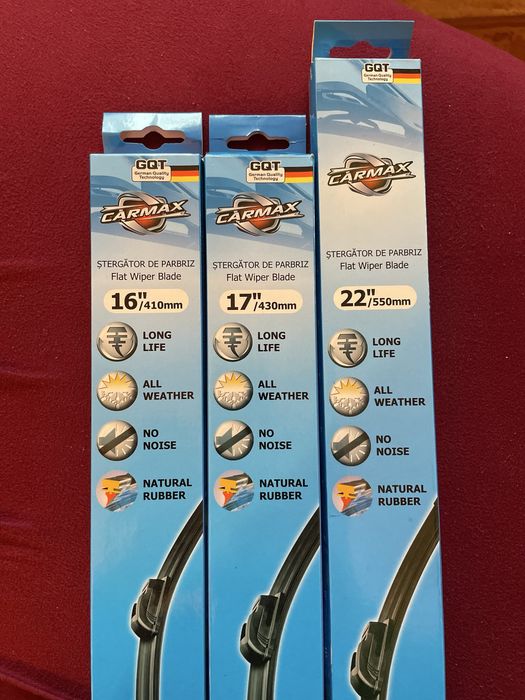 GQT
German Quality
Technology
CARMAX
ȘTERGĂTOR DE PARBRIZ
Flat Wiper Blade
16"/410mm
LONG
LIFE
ALL
WEATHER
NO
NOISE
NATURAL
RUBBER
GQT
German Quality
Technology
CARMAX
ȘTERGĂTOR DE PARBRIZ
Flat Wiper Blade
17"/430mm
LONG
LIFE
ALL
WEATHER
NO
NOISE
NATURAL
RUBBER
GQT
German Quality
Technology
CARMAX
ȘTERGĂTOR DE PARBRIZ
Flat Wiper Blade
22"/550mm
LONG
LIFE
ALL
WEATHER
NO
NOISE
NATURAL
RUBBER